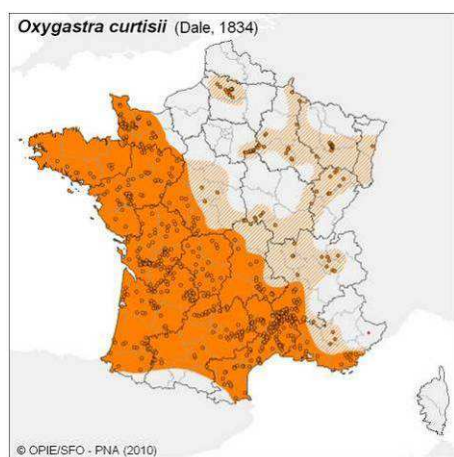 Oxygastra curtisii (Dale, 1834)
© OPIE/SFO - PNA (2010)